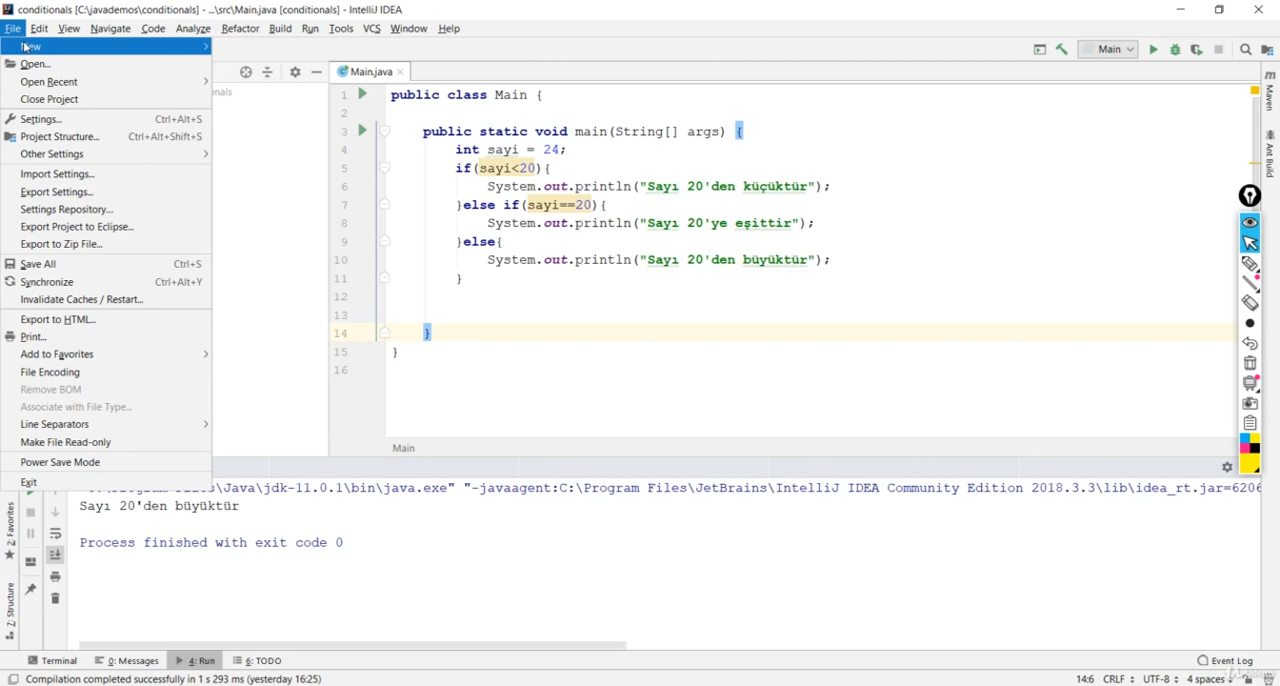 conditionals [C:\javademos\conditionals] - ...\src\Main.java [conditionals] - IntelliJ IDEA
File Edit View Navigate Code Analyze Refactor Build Run Tools VCS Window Help
New
Open...
Open Recent
Close Project
Settings... Ctrl+Alt+S
Project Structure... Ctrl+Alt+Shift+S
Other Settings
Import Settings...
Export Settings...
Settings Repository...
Export Project to Eclipse...
Export to Zip File...
Save All Ctrl+S
Synchronize Ctrl+Alt+Y
Invalidate Caches / Restart...
Export to HTML...
Print...
Add to Favorites
File Encoding
Remove BOM
Associate with File Type...
Line Separators
Make File Read-only
Power Save Mode
Exit
Main
Main.java
1 public class Main {
2
3 public static void main(String[] args) {
4 int sayi = 24;
5 if(sayi<20){
6 System.out.println("Sayı 20'den küçüktür");
7 }else if(sayi==20){
8 System.out.println("Sayı 20'ye eşittir");
9 }else{
10 System.out.println("Sayı 20'den büyüktür");
11 }
12
13
14 }
15 }
16
Main
Maven
Ant Build
Files\Java\jdk-11.0.1\bin\java.exe" "-javaagent:C:\Program Files\JetBrains\IntelliJ IDEA Community Edition 2018.3.3\lib\idea_rt.jar=6206
Sayı 20'den büyüktür
Process finished with exit code 0
2: Favorites
Z: Structure
Terminal 0: Messages 4: Run 6: TODO Event Log
Compilation completed successfully in 1 s 293 ms (yesterday 16:25) 14:6 CRLF UTF-8 4 spaces